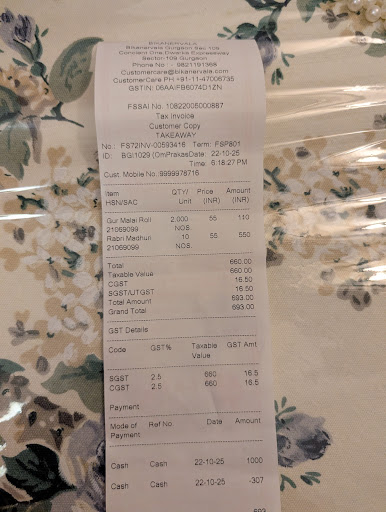 BIKANERVALA
Bikanervala Gurgaon Sec 109
Conscient One,Dwarka Expressway
Sector-109 Gurgaon
Phone No : 9821191368
Customercare@bikanervala.com
CustomerCare PH +91-11-47006735
GSTIN: 06AAIFB6074D1ZN
FSSAI No. 10822005000887
Tax Invoice
Customer Copy
TAKEAWAY
No.: FS72INV-00593416 Term: FSP801
ID: BGI1029 (OmPrakasDate: 22-10-25
Time: 6:18:27 PM
Cust. Mobile No.:9999978716
Item QTY/ Price Amount
HSN/SAC Unit (INR) (INR)
Gur Malai Roll 2.000 55 110
21069099 NOS.
Rabri Madhuri 10 55 550
21069099 NOS.
Total 660.00
Taxable Value 660.00
CGST 16.50
SGST/UTGST 16.50
Total Amount 693.00
Grand Total 693.00
GST Details
Code GST% Taxable GST Amt
Value
SGST 2.5 660 16.5
CGST 2.5 660 16.5
Payment
Mode of Ref No Date Amount
Payment
Cash Cash 22-10-25 1000
Cash Cash 22-10-25 -307
693